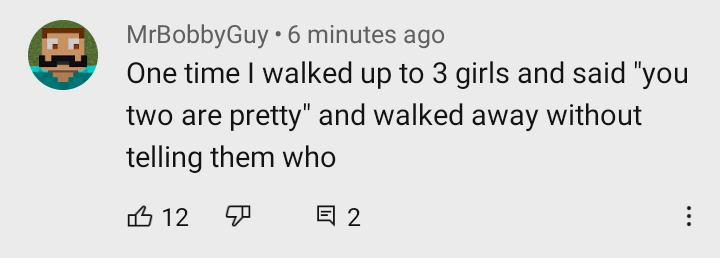 MrBobbyGuy • 6 minutes ago
One time I walked up to 3 girls and said "you
two are pretty" and walked away without
telling them who
12 2